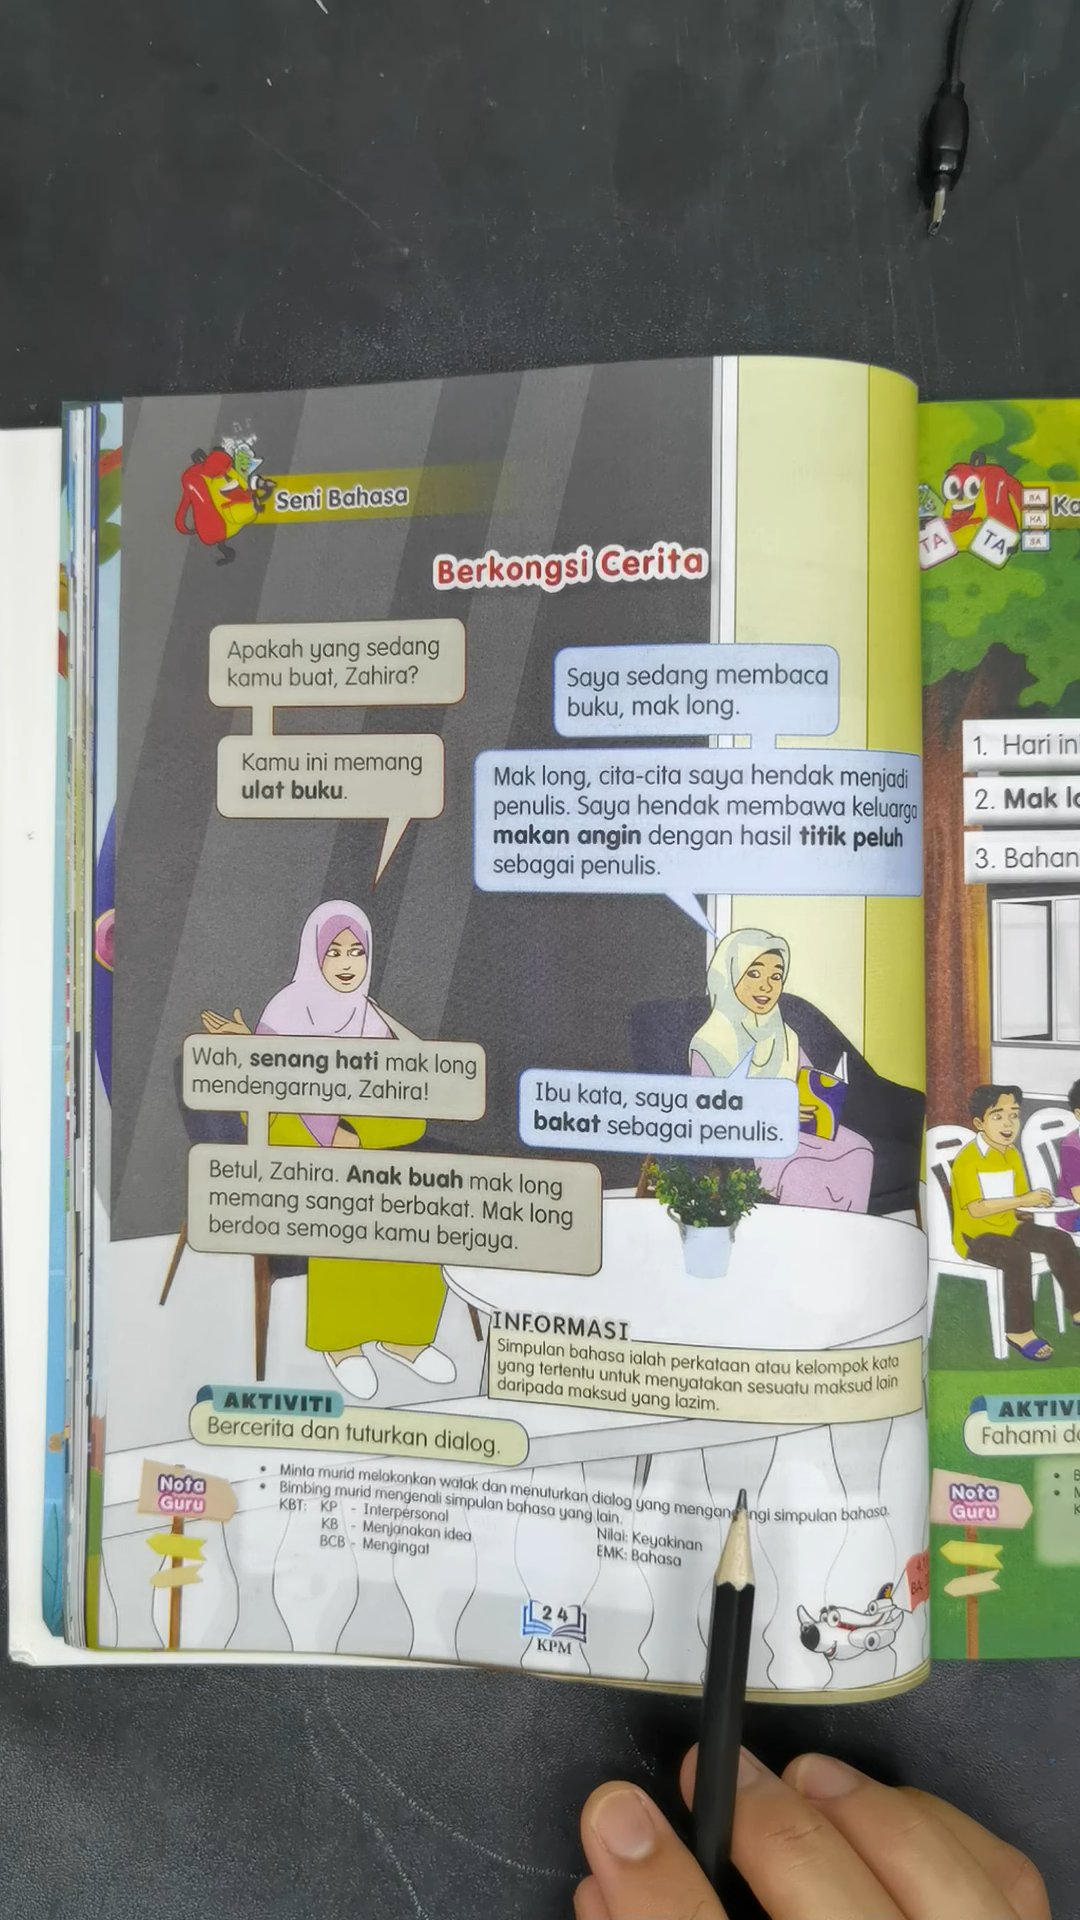 Seni Bahasa
Berkongsi Cerita
Apakah yang sedang
kamu buat, Zahira?
Saya sedang membaca
buku, mak long.
Kamu ini memang
ulat buku.
Mak long, cita-cita saya hendak menjadi
penulis. Saya hendak membawa keluarga
makan angin dengan hasil titik peluh
sebagai penulis.
Wah, senang hati mak long
mendengarnya, Zahira!
Ibu kata, saya ada
bakat sebagai penulis.
Betul, Zahira. Anak buah mak long
memang sangat berbakat. Mak long
berdoa semoga kamu berjaya.
INFORMASI
Simpulan bahasa ialah perkataan atau kelompok kata
yang tertentu untuk menyatakan sesuatu maksud lain
daripada maksud yang lazim.
AKTIVITI
Bercerita dan tuturkan dialog.
Nota
Guru
• Minta murid melakonkan watak dan menuturkan dialog yang mengandungi simpulan bahasa.
• Bimbing murid mengenali simpulan bahasa yang lain.
KBT: KP - Interpersonal
KB - Menjanakan idea
BCB - Mengingat
Nilai: Keyakinan
EMK: Bahasa
24
KPM
TA
TA
BA
HA
SA
1. Hari ini
2. Mak
3. Bahan
AKTIVI
Fahami
Nota
Guru